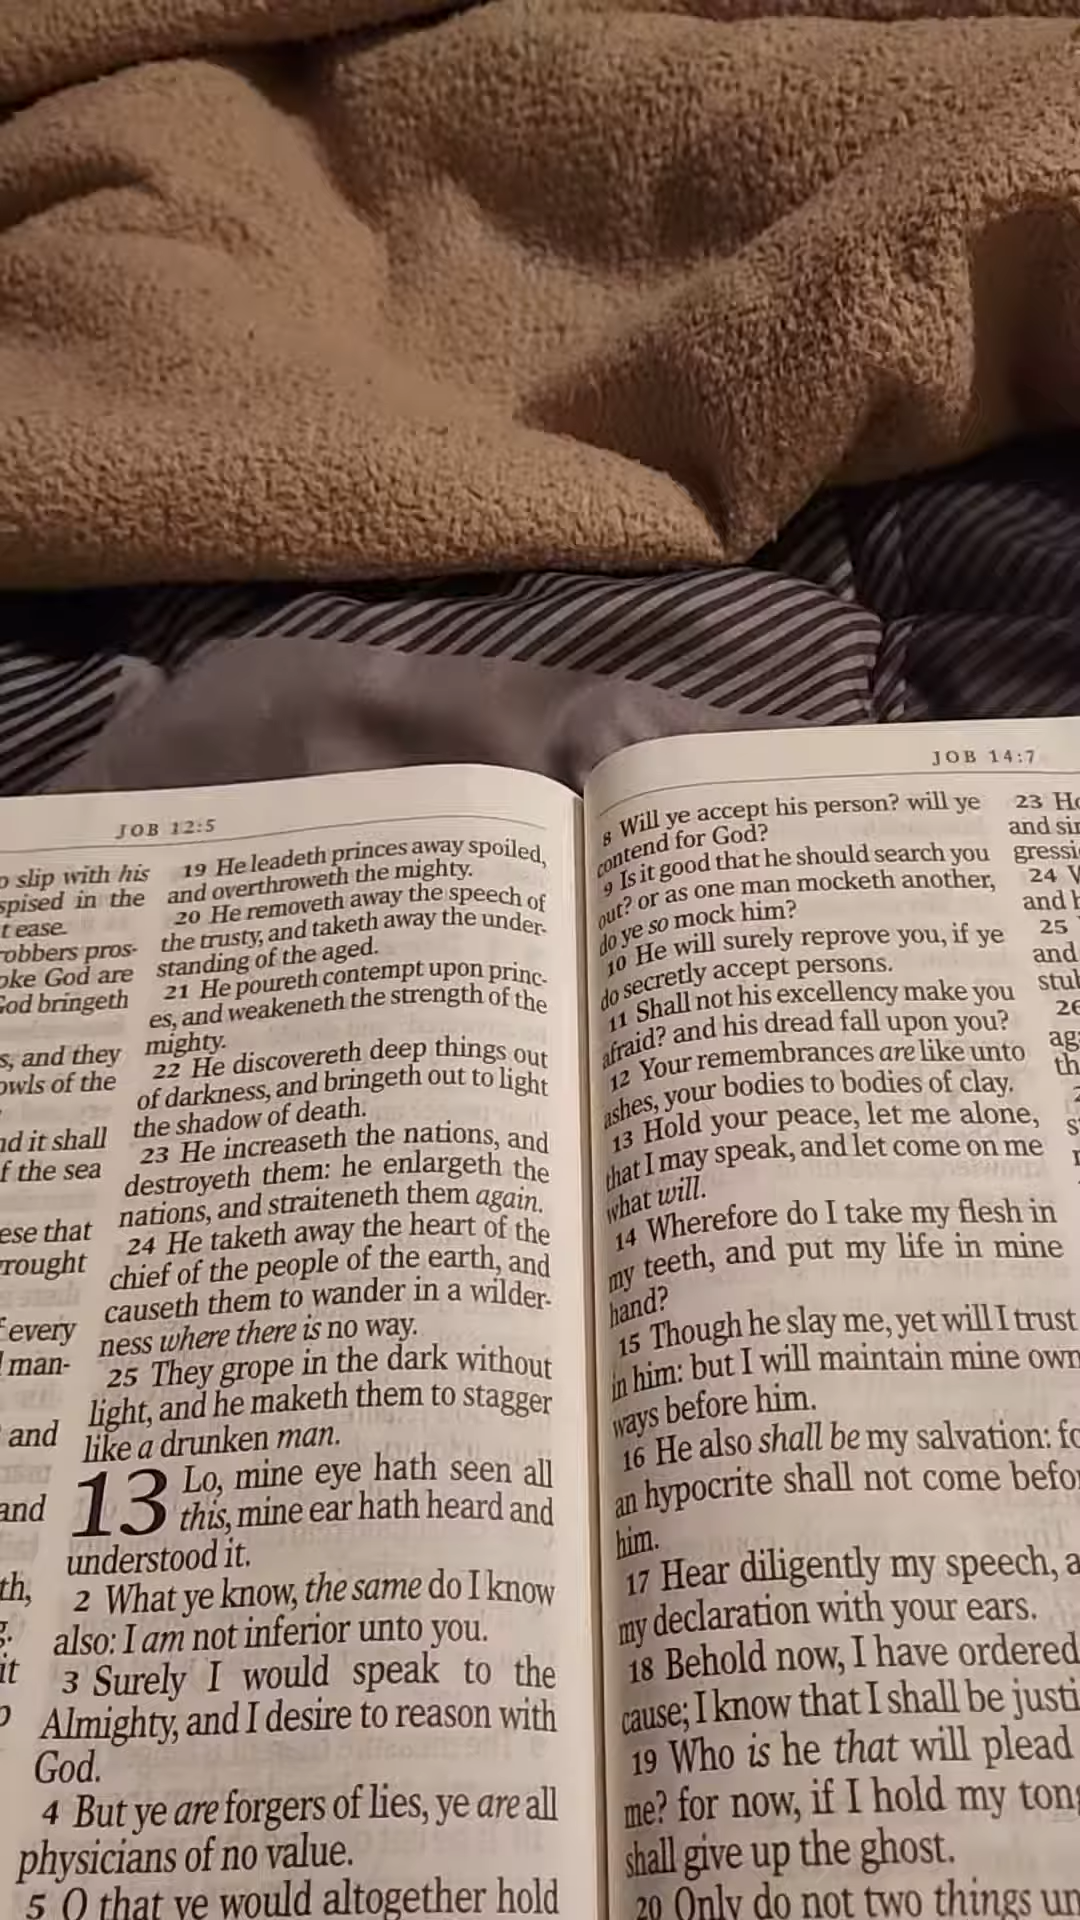 JOB 12:5
slip with his
in the
t ease.
God are
God bringeth
s, and they
of the
it shall
f the sea
that
every
man-
and
and
th,
it
19 He leadeth princes away spoiled,
and overthroweth the mighty.
20 He removeth away the speech of
the trusty, and taketh away the under-
standing of the aged.
21 He poureth contempt upon princ-
es, and weakeneth the strength of the
mighty.
22 He discovereth deep things out
of darkness, and bringeth out to light
the shadow of death.
23 He increaseth the nations, and
destroyeth them: he enlargeth the
nations, and straiteneth them again.
24 He taketh away the heart of the
chief of the people of the earth, and
causeth them to wander in a wilder-
ness where there is no way.
25 They grope in the dark without
light, and he maketh them to stagger
like a drunken man.
13 Lo, mine eye hath seen all
this, mine ear hath heard and
understood it.
2 What ye know, the same do I know
also: I am not inferior unto you.
3 Surely I would speak to the
Almighty, and I desire to reason with
God.
4 But ye are forgers of lies, ye are all
physicians of no value.
5 O that ye would altogether hold
JOB 14:7
8 Will ye accept his person? will ye
contend for God?
9 Is it good that he should search you
out? or as one man mocketh another,
do ye so mock him?
10 He will surely reprove you, if ye
do secretly accept persons.
11 Shall not his excellency make you
afraid? and his dread fall upon you?
12 Your remembrances are like unto
ashes, your bodies to bodies of clay.
13 Hold your peace, let me alone,
that I may speak, and let come on me
what will.
14 Wherefore do I take my flesh in
my teeth, and put my life in mine
hand?
15 Though he slay me, yet will I trust
in him: but I will maintain mine own
ways before him.
16 He also shall be my salvation: fo
an hypocrite shall not come befo
him.
17 Hear diligently my speech, a
my declaration with your ears.
18 Behold now, I have ordered
cause; I know that I shall be justi
19 Who is he that will plead
me? for now, if I hold my ton
shall give up the ghost.
20 Only do not two things un
23 Ho
and sin
gressi
24
and h
25
and
stu
26
ag
th